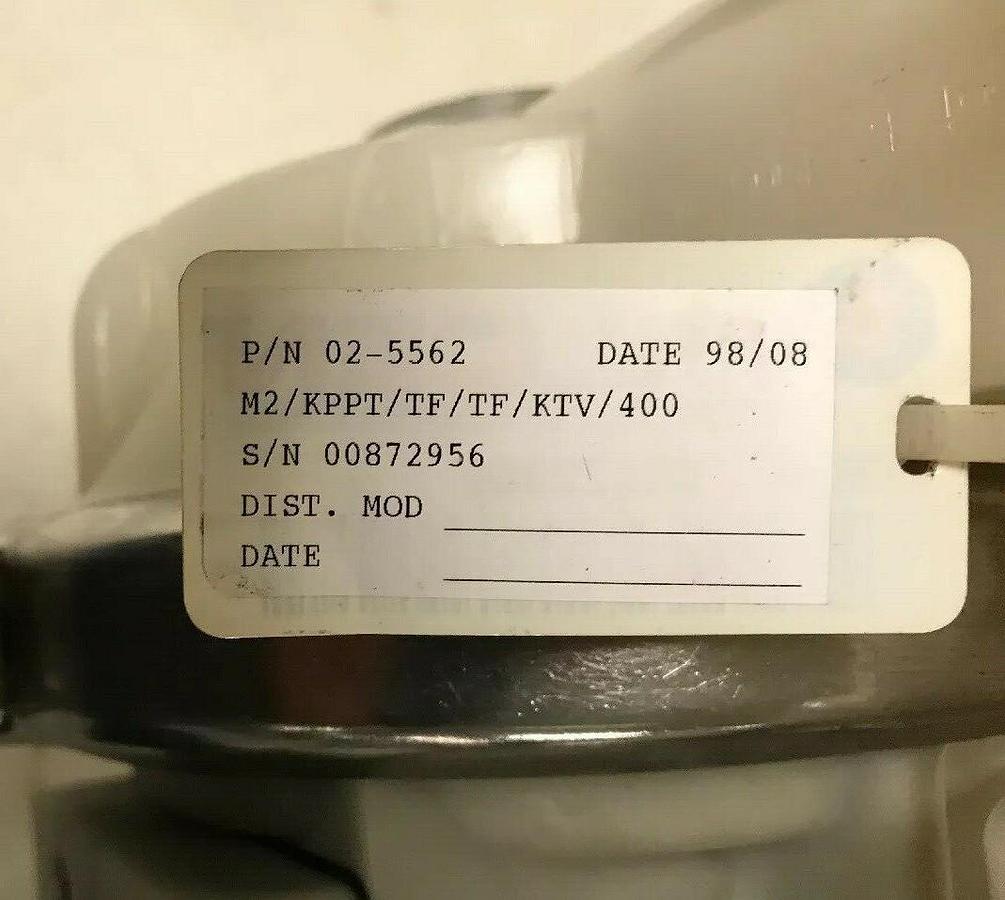 P/N 02-5562 DATE 98/08
M2/KPPT/TF/TF/KTV/400
S/N 00872956
DIST. MOD
DATE